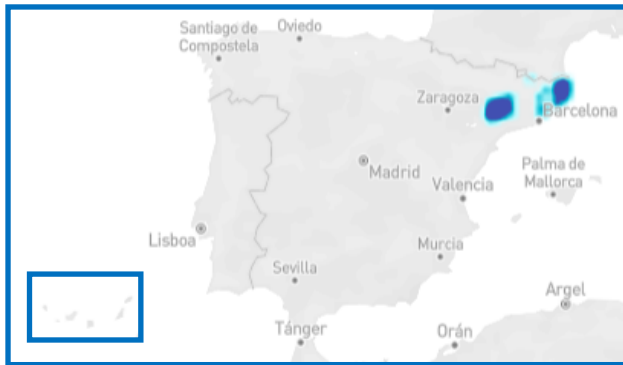 Santiago de
Compostela
Oviedo
Zaragoza
Barcelona
Madrid
Palma de
Mallorca
Valencia
Lisboa
Murcia
Sevilla
Argel
Tánger
Orán